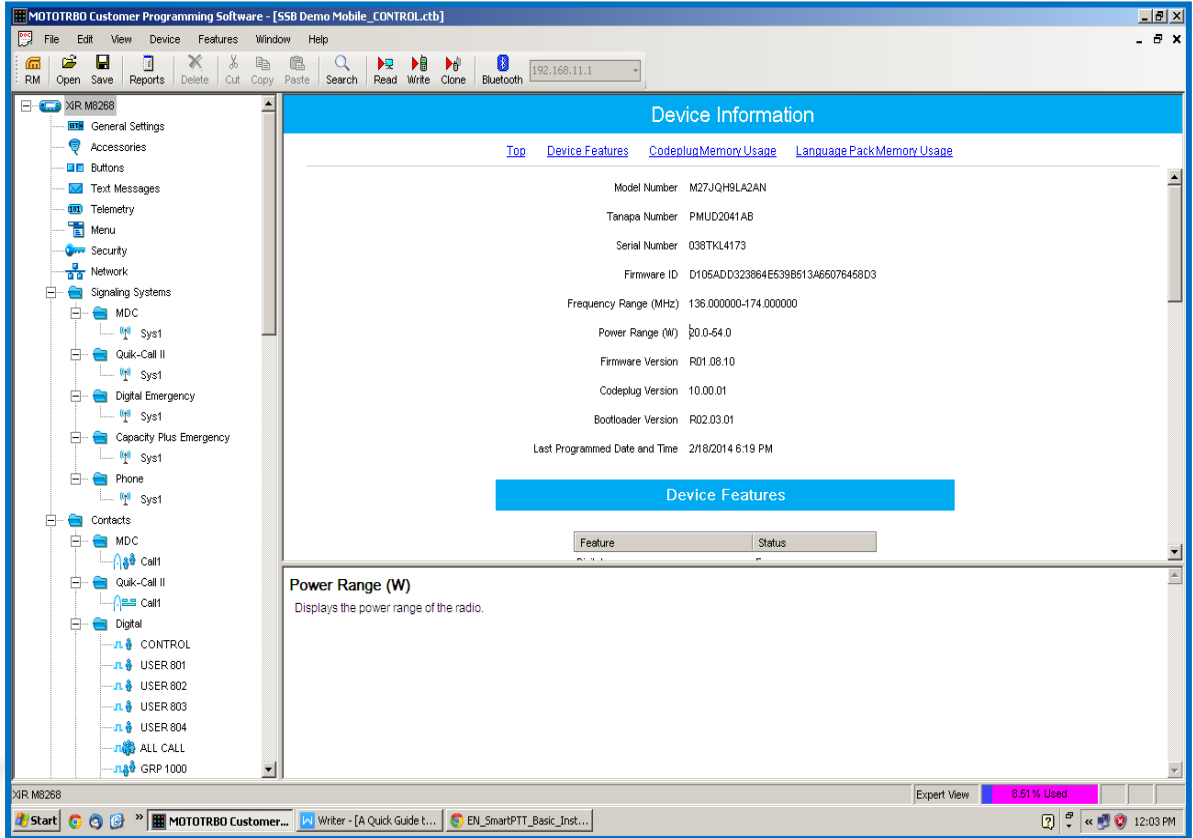 MOTOTRBO Customer Programming Software - [SSB Demo Mobile_CONTROL.ctb]
File Edit View Device Features Window Help
RM Open Save Reports Delete Cut Copy Paste Search Read Write Clone Bluetooth 192.168.11.1
XiR M8268
General Settings
Accessories
Buttons
Text Messages
Telemetry
Menu
Security
Network
Signaling Systems
MDC
Sys1
Quik-Call II
Sys1
Digital Emergency
Sys1
Capacity Plus Emergency
Sys1
Phone
Sys1
Contacts
MDC
Call1
Quik-Call II
Call1
Digital
CONTROL
USER 801
USER 802
USER 803
USER 804
ALL CALL
GRP 1000
Device Information
Top Device Features Codeplug Memory Usage Language Pack Memory Usage
Model Number M27JQH9LA2AN
Tanapa Number PMUD2041AB
Serial Number 038TKL4173
Firmware ID D105ADD323864E539B513A65076458D3
Frequency Range (MHz) 136.000000-174.000000
Power Range (W) 20.0-54.0
Firmware Version R01.08.10
Codeplug Version 10.00.01
Bootloader Version R02.03.01
Last Programmed Date and Time 2/18/2014 6:19 PM
Device Features
Feature Status
Power Range (W)
Displays the power range of the radio.
XiR M8268 Expert View 8.51% Used
Start MOTOTRBO Customer... Writer - [A Quick Guide t... EN_SmartPTT_Basic_Inst... 12:03 PM